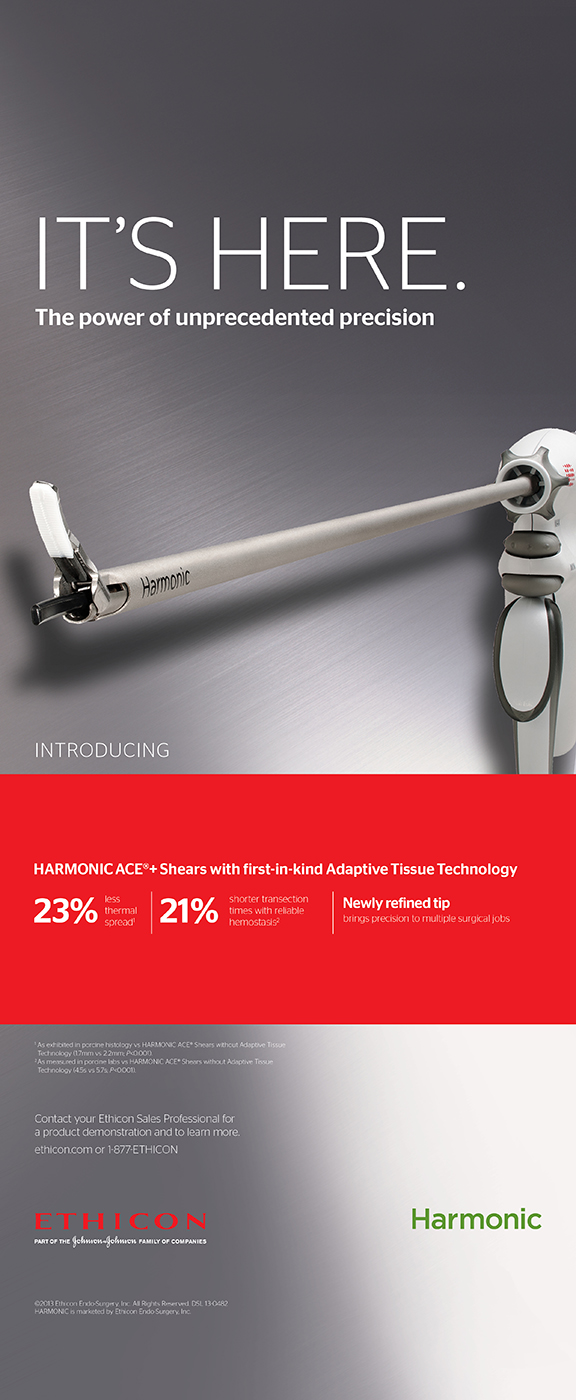 IT'S HERE.
The power of unprecedented precision
Harmonic
INTRODUCING
HARMONIC ACE®+ Shears with first-in-kind Adaptive Tissue Technology
23% less
thermal
spread¹
21% shorter transection
times with reliable
hemostasis²
Newly refined tip
brings precision to multiple surgical jobs
¹ As exhibited in porcine histology vs HARMONIC ACE® Shears without Adaptive Tissue
Technology (1.7mm vs 2.2mm; P<0.001).
² As measured in porcine labs vs HARMONIC ACE® Shears without Adaptive Tissue
Technology (4.5s vs 5.7s; P<0.001).
Contact your Ethicon Sales Professional for
a product demonstration and to learn more.
ethicon.com or 1-877-ETHICON
ETHICON
PART OF THE Johnson & Johnson FAMILY OF COMPANIES
Harmonic
©2013 Ethicon Endo-Surgery, Inc. All Rights Reserved. DSL 13-0482
HARMONIC is marketed by Ethicon Endo-Surgery, Inc.